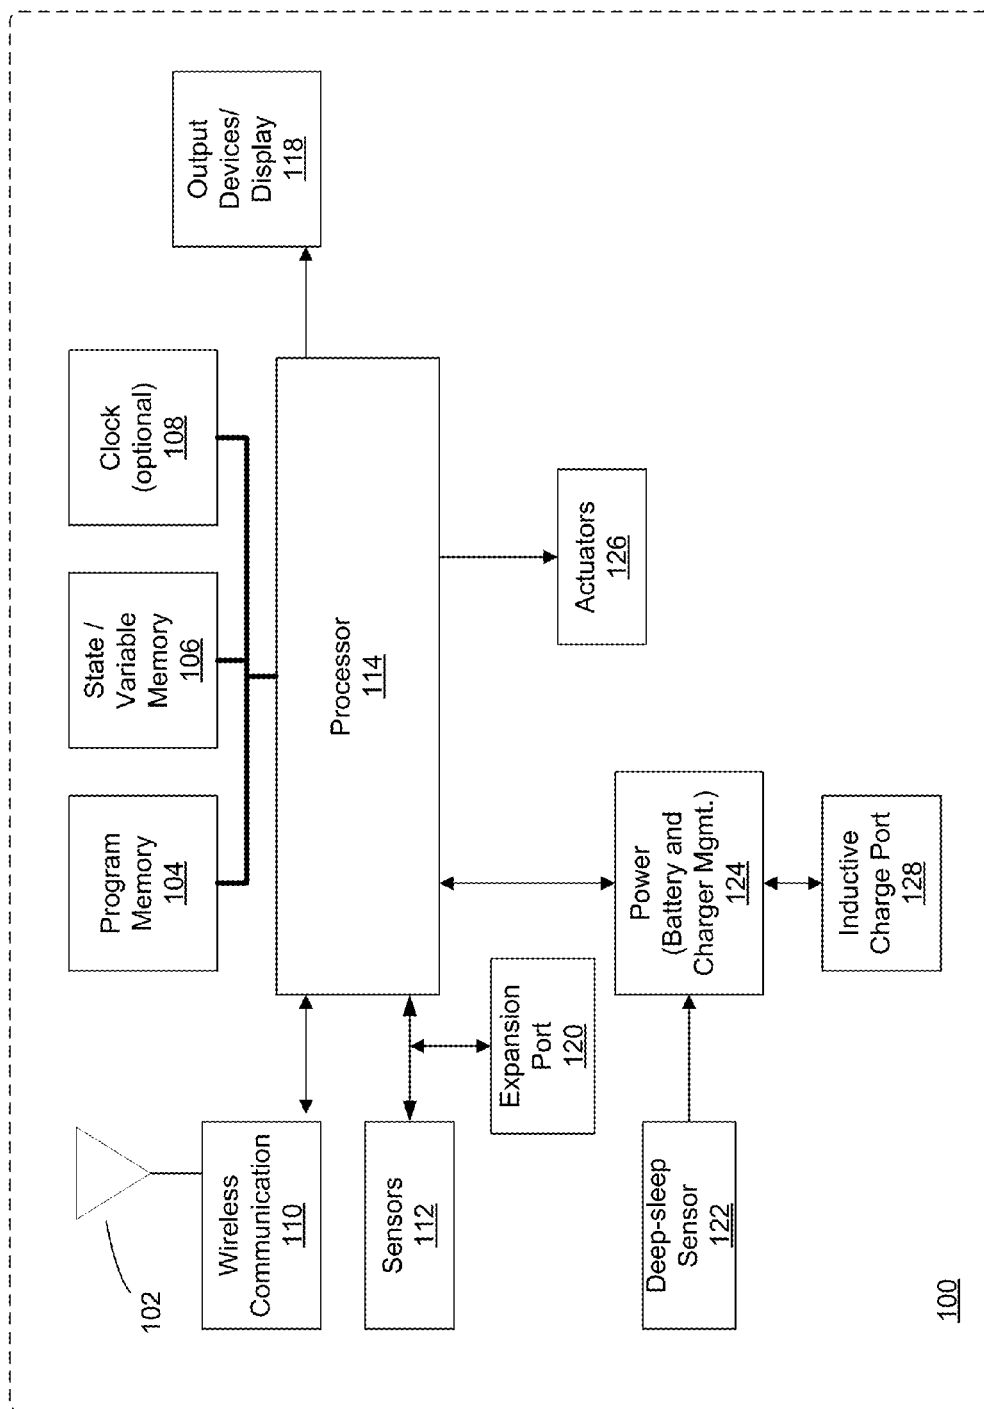 102
Wireless
Communication
110
Sensors
112
Deep-sleep
Sensor
122
100
Program
Memory
104
State /
Variable
Memory
106
Clock
(optional)
108
Processor
114
Expansion
Port
120
Power
(Battery and
Charger Mgmt.)
124
Inductive
Charge Port
128
Actuators
126
Output
Devices/
Display
118